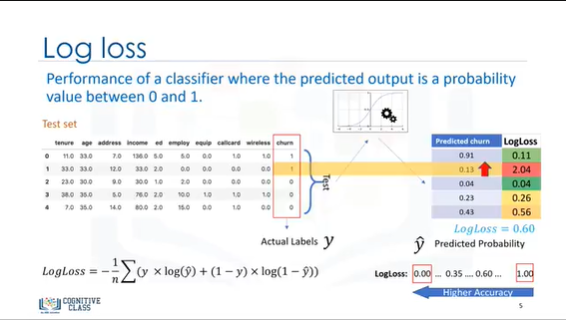 Log loss
Performance of a classifier where the predicted output is a probability
value between 0 and 1.
Test set
tenure age address income ed employ equip callcard wireless churn
0 11.0 33.0 7.0 136.0 5.0 5.0 0.0 1.0 1.0 1
1 33.0 33.0 12.0 33.0 2.0 0.0 0.0 0.0 0.0 1
2 23.0 30.0 9.0 30.0 1.0 2.0 0.0 0.0 0.0 0
3 38.0 35.0 5.0 76.0 2.0 10.0 1.0 1.0 1.0 0
4 7.0 35.0 14.0 80.0 2.0 15.0 0.0 1.0 0.0 0
Test
Predicted churn LogLoss
0.91 0.11
0.13 2.04
0.04 0.04
0.23 0.26
0.43 0.56
LogLoss = 0.60
Actual Labels y
ŷ Predicted Probability
LogLoss = −1/n ∑(y × log(ŷ) + (1 − y) × log(1 − ŷ))
LogLoss: 0.00 ... 0.35 .... 0.60 ... 1.00
Higher Accuracy
COGNITIVE
CLASS
5